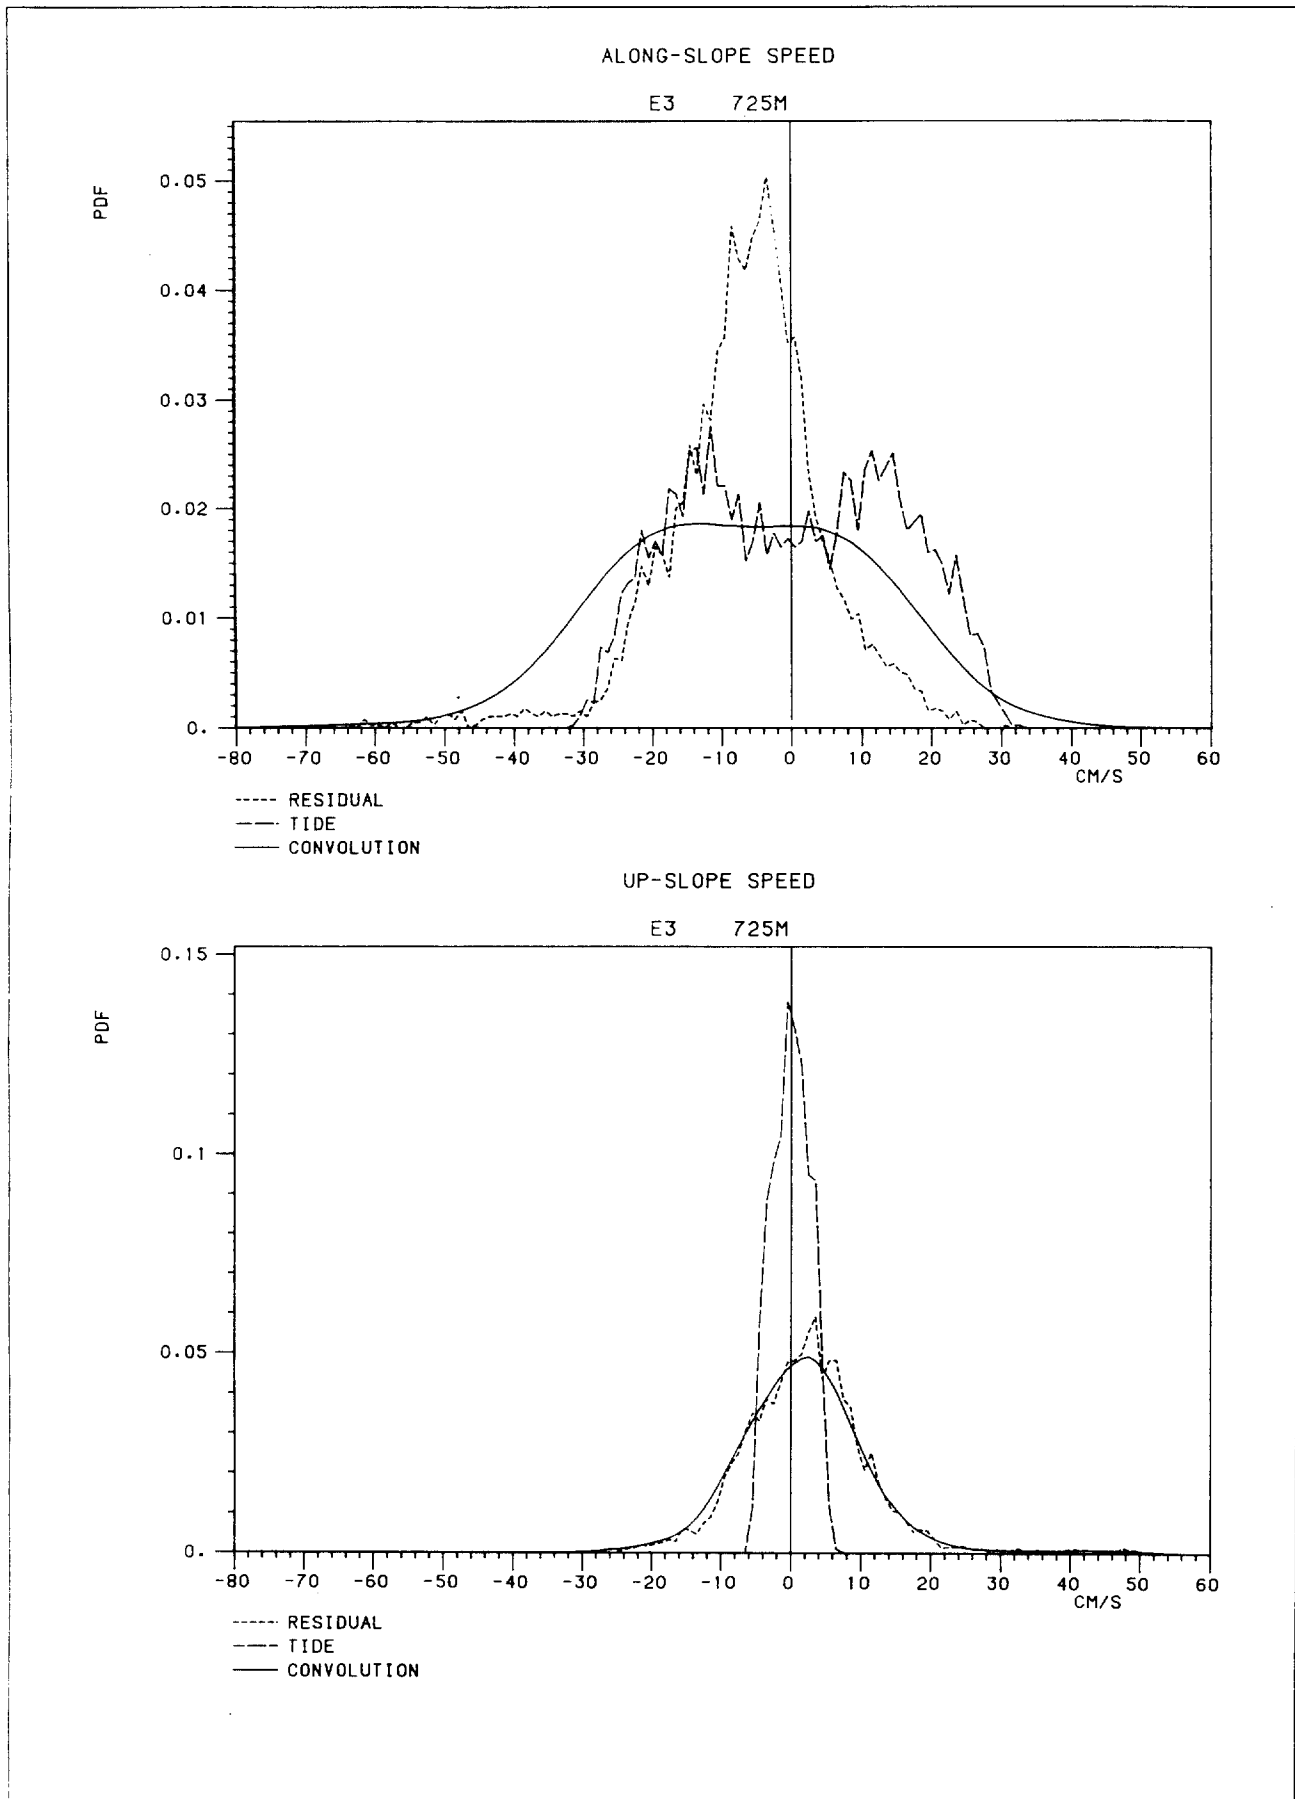 ALONG-SLOPE SPEED
E3 725M
PDF
0.05
0.04
0.03
0.02
0.01
0.
-80 -70 -60 -50 -40 -30 -20 -10 0 10 20 30 40 50 60
CM/S
RESIDUAL
TIDE
CONVOLUTION
UP-SLOPE SPEED
E3 725M
PDF
0.15
0.1
0.05
0.
-80 -70 -60 -50 -40 -30 -20 -10 0 10 20 30 40 50 60
CM/S
RESIDUAL
TIDE
CONVOLUTION